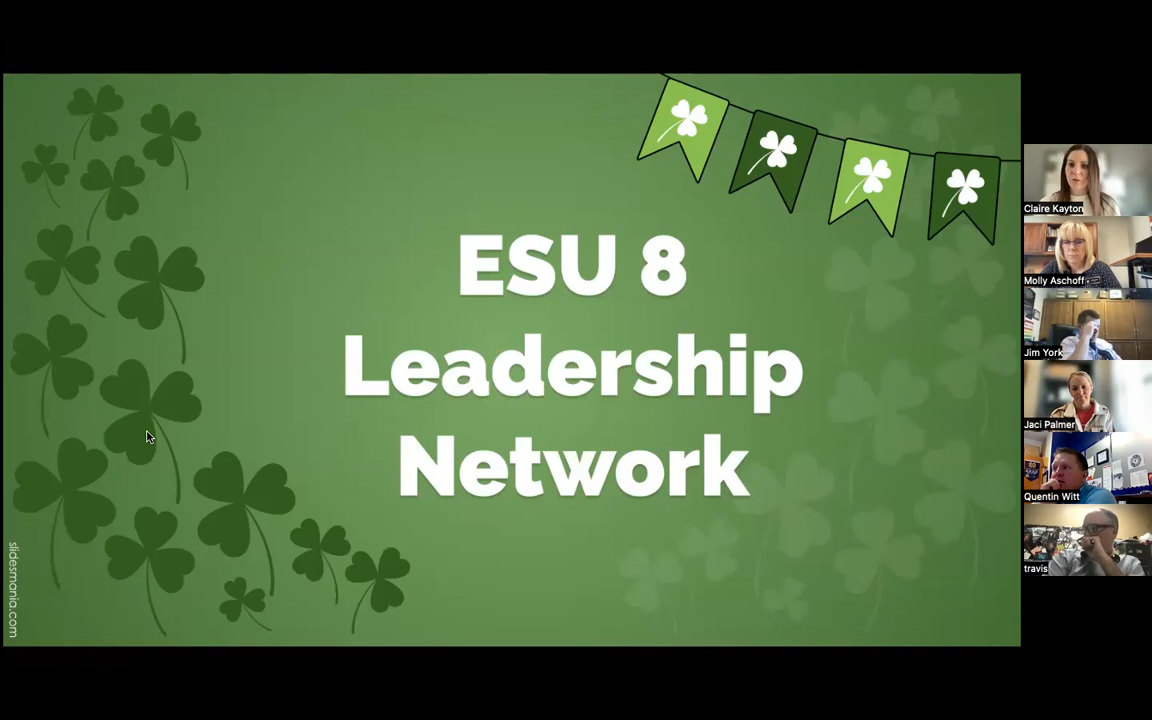 ESU 8
Leadership
Network
slidesmania.com
Claire Kayton
Molly Aschoff
Jim York
Jaci Palmer
Quentin Witt
travis